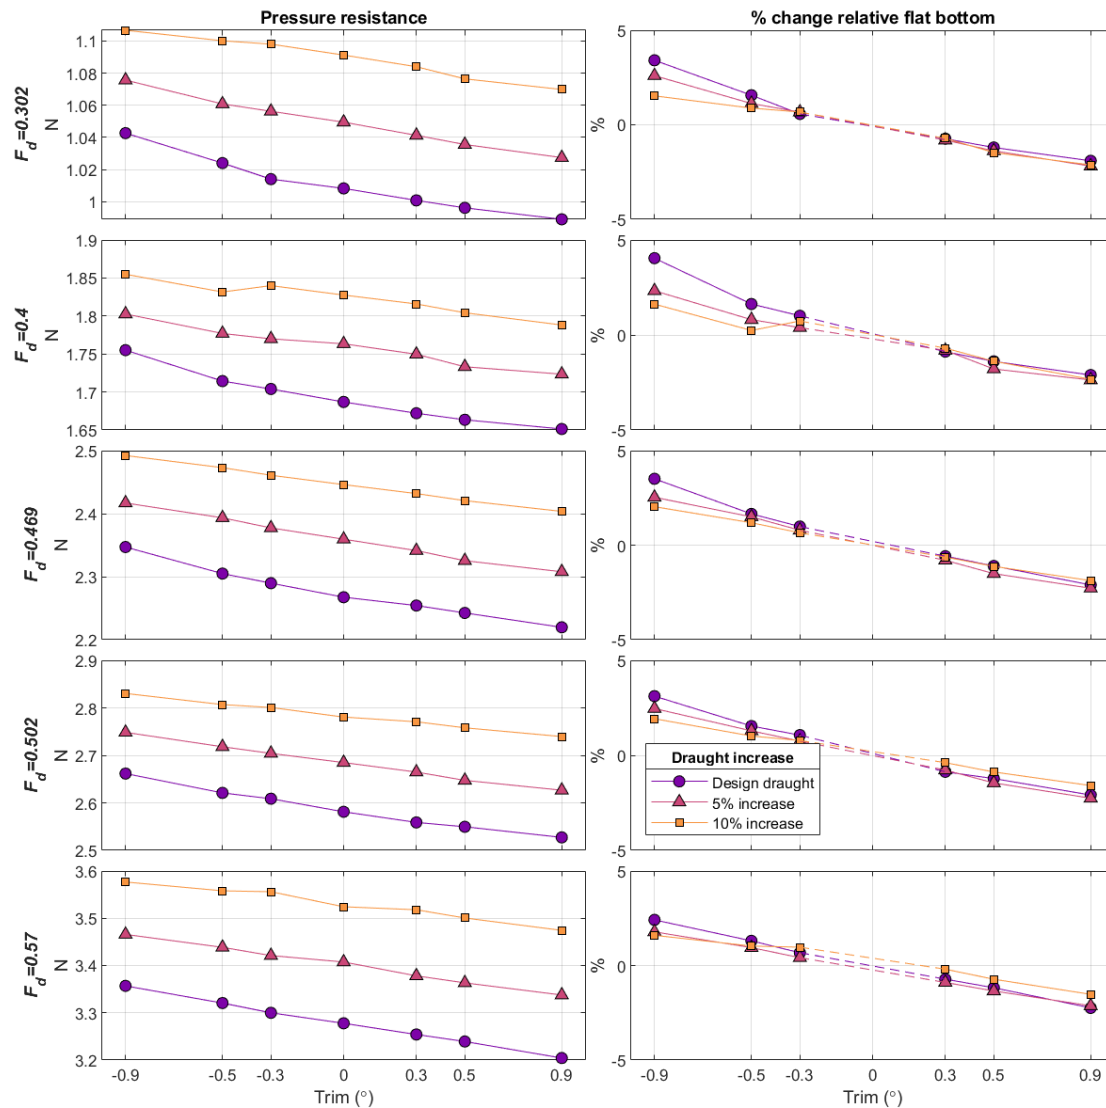 Pressure resistance
% change relative flat bottom
F_d=0.302
N
1.1
1.08
1.06
1.04
1.02
1
%
5
0
-5
F_d=0.4
N
1.9
1.85
1.8
1.75
1.7
1.65
%
5
0
-5
F_d=0.469
N
2.5
2.4
2.3
2.2
%
5
0
-5
F_d=0.502
N
2.9
2.8
2.7
2.6
2.5
%
5
0
-5
Draught increase
Design draught
5% increase
10% increase
F_d=0.57
N
3.6
3.5
3.4
3.3
3.2
%
5
0
-5
-0.9 -0.5 -0.3 0 0.3 0.5 0.9
Trim (°)
-0.9 -0.5 -0.3 0 0.3 0.5 0.9
Trim (°)